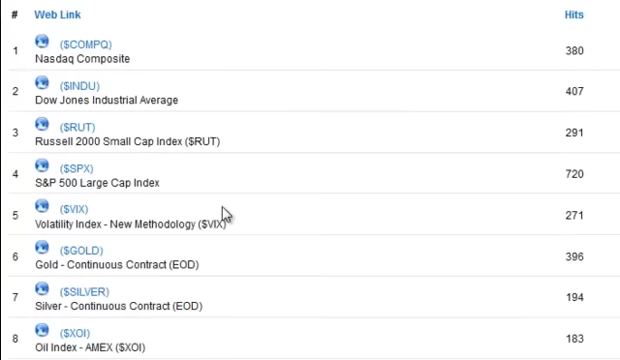 # Web Link Hits
1 ($COMPQ) 380
Nasdaq Composite
2 ($INDU) 407
Dow Jones Industrial Average
3 ($RUT) 291
Russell 2000 Small Cap Index ($RUT)
4 ($SPX) 720
S&P 500 Large Cap Index
5 ($VIX) 271
Volatility Index - New Methodology ($VIX)
6 ($GOLD) 396
Gold - Continuous Contract (EOD)
7 ($SILVER) 194
Silver - Continuous Contract (EOD)
8 ($XOI) 183
Oil Index - AMEX ($XOI)